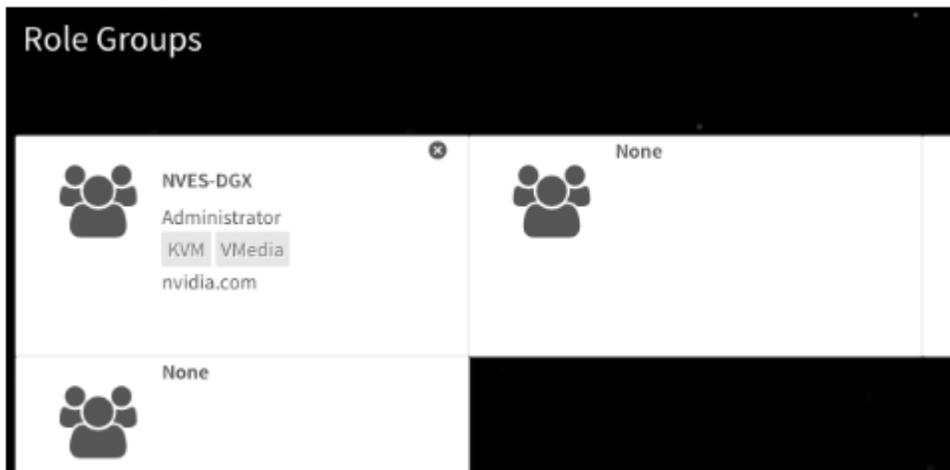 Role Groups
NVES-DGX
Administrator
KVM VMedia
nvidia.com
None
None